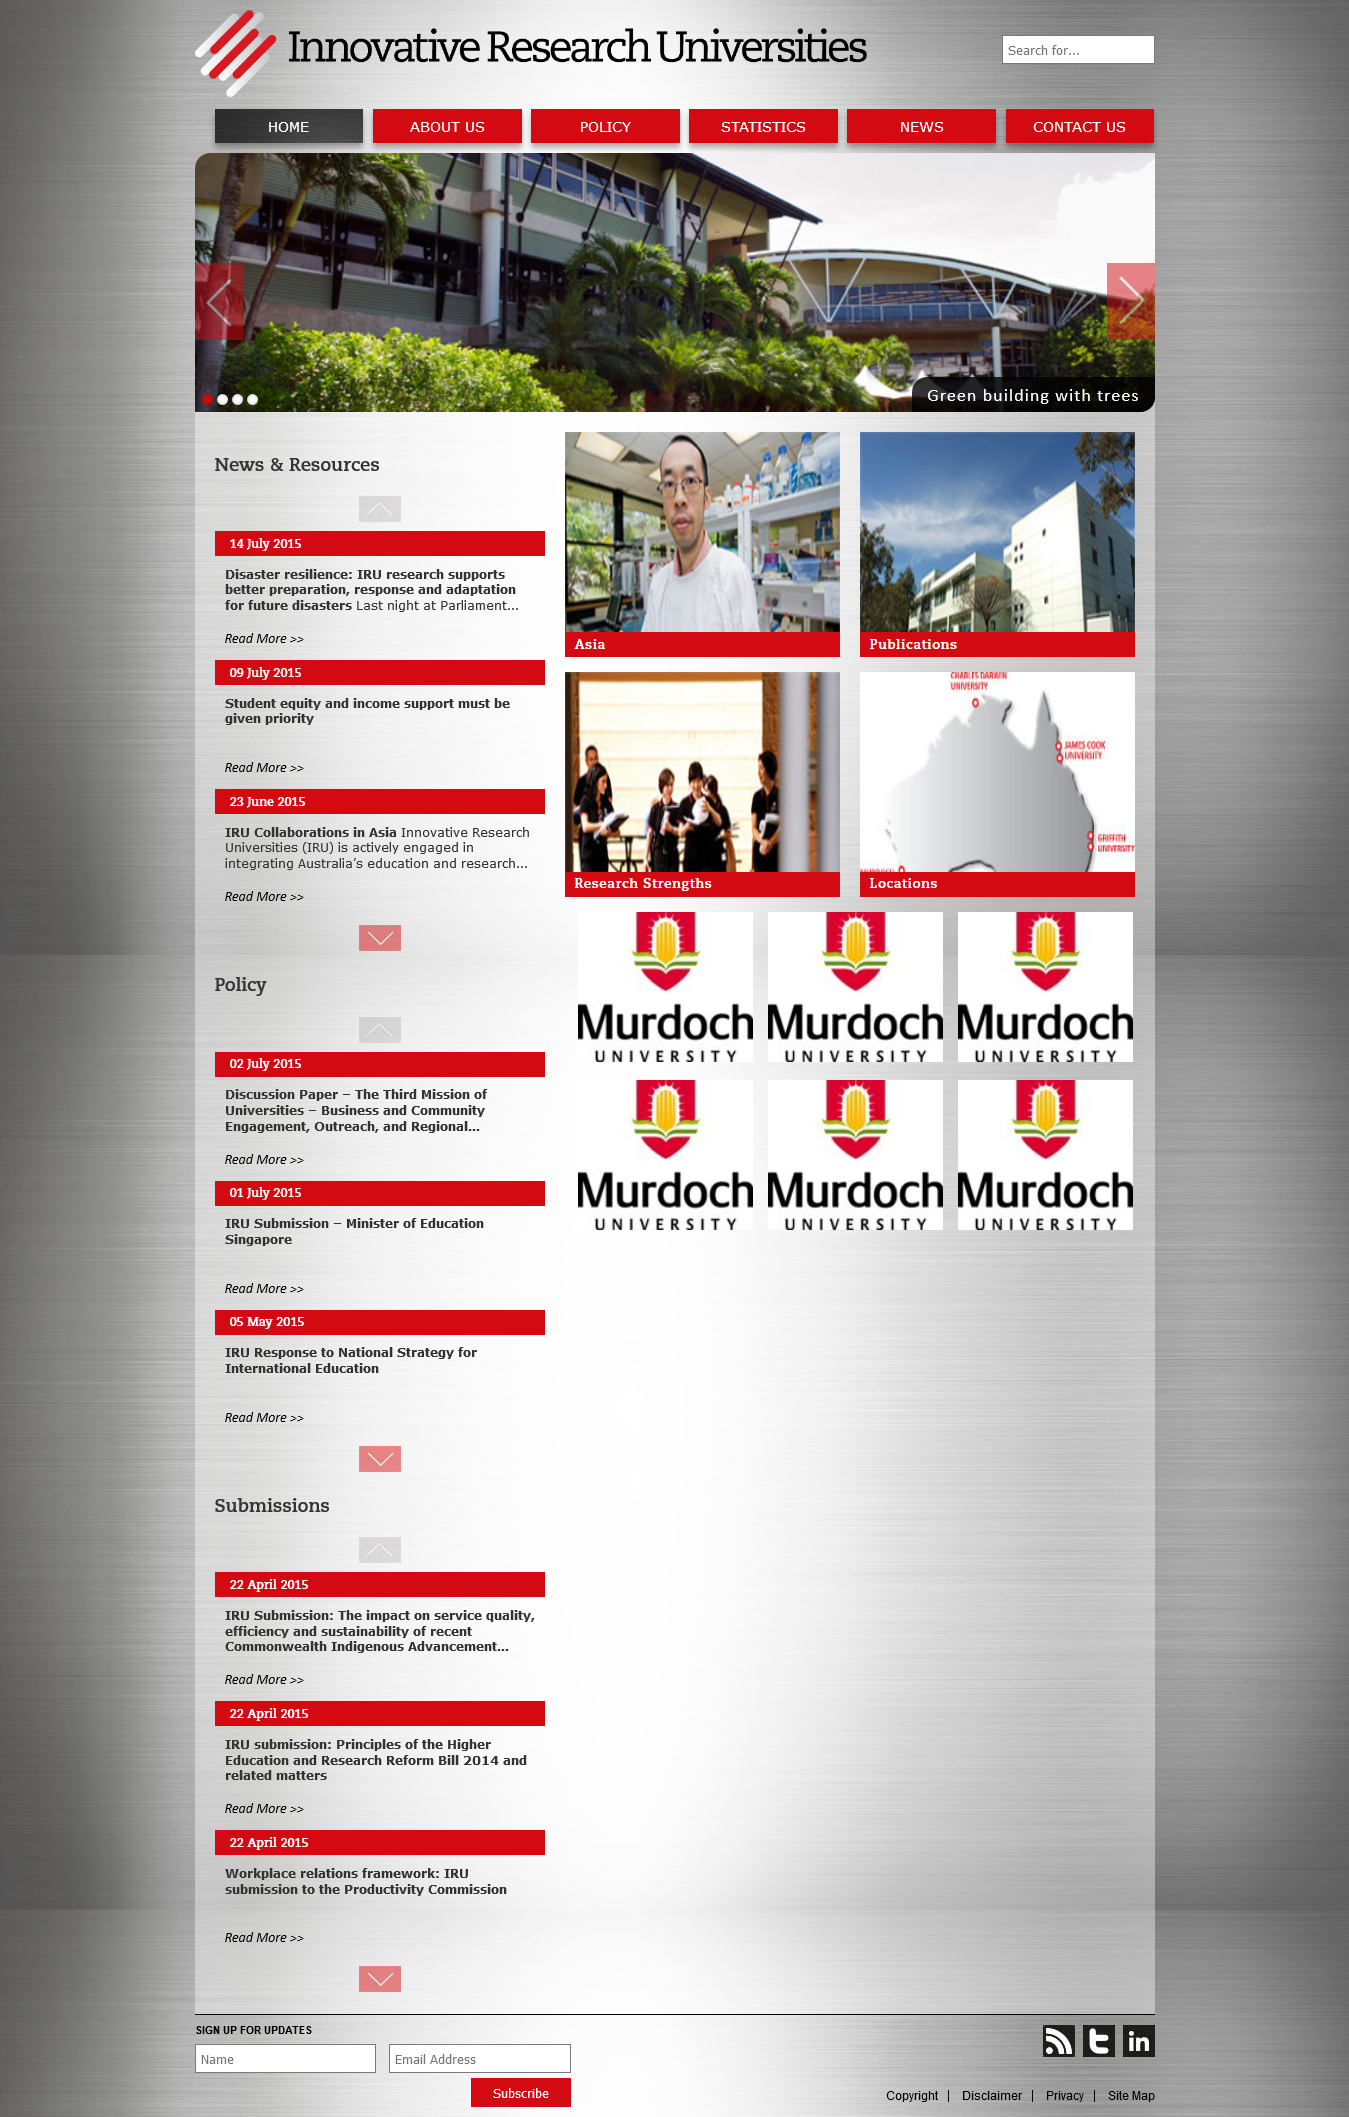 Innovative Research Universities
Search for...
HOME
ABOUT US
POLICY
STATISTICS
NEWS
CONTACT US
Green building with trees
News & Resources
14 July 2015
Disaster resilience: IRU research supports
better preparation, response and adaptation
for future disasters Last night at Parliament...
Read More >>
09 July 2015
Student equity and income support must be
given priority
Read More >>
23 June 2015
IRU Collaborations in Asia Innovative Research
Universities (IRU) is actively engaged in
integrating Australia's education and research...
Read More >>
Policy
02 July 2015
Discussion Paper – The Third Mission of
Universities – Business and Community
Engagement, Outreach, and Regional...
Read More >>
01 July 2015
IRU Submission – Minister of Education
Singapore
Read More >>
05 May 2015
IRU Response to National Strategy for
International Education
Read More >>
Submissions
22 April 2015
IRU Submission: The impact on service quality,
efficiency and sustainability of recent
Commonwealth Indigenous Advancement...
Read More >>
22 April 2015
IRU submission: Principles of the Higher
Education and Research Reform Bill 2014 and
related matters
Read More >>
22 April 2015
Workplace relations framework: IRU
submission to the Productivity Commission
Read More >>
Asia
Publications
Research Strengths
CHARLES DARWIN
UNIVERSITY
JAMES COOK
UNIVERSITY
GRIFFITH
UNIVERSITY
Locations
Murdoch
UNIVERSITY
Murdoch
UNIVERSITY
Murdoch
UNIVERSITY
Murdoch
UNIVERSITY
Murdoch
UNIVERSITY
Murdoch
UNIVERSITY
SIGN UP FOR UPDATES
Name
Email Address
Subscribe
in
Copyright | Disclaimer | Privacy | Site Map